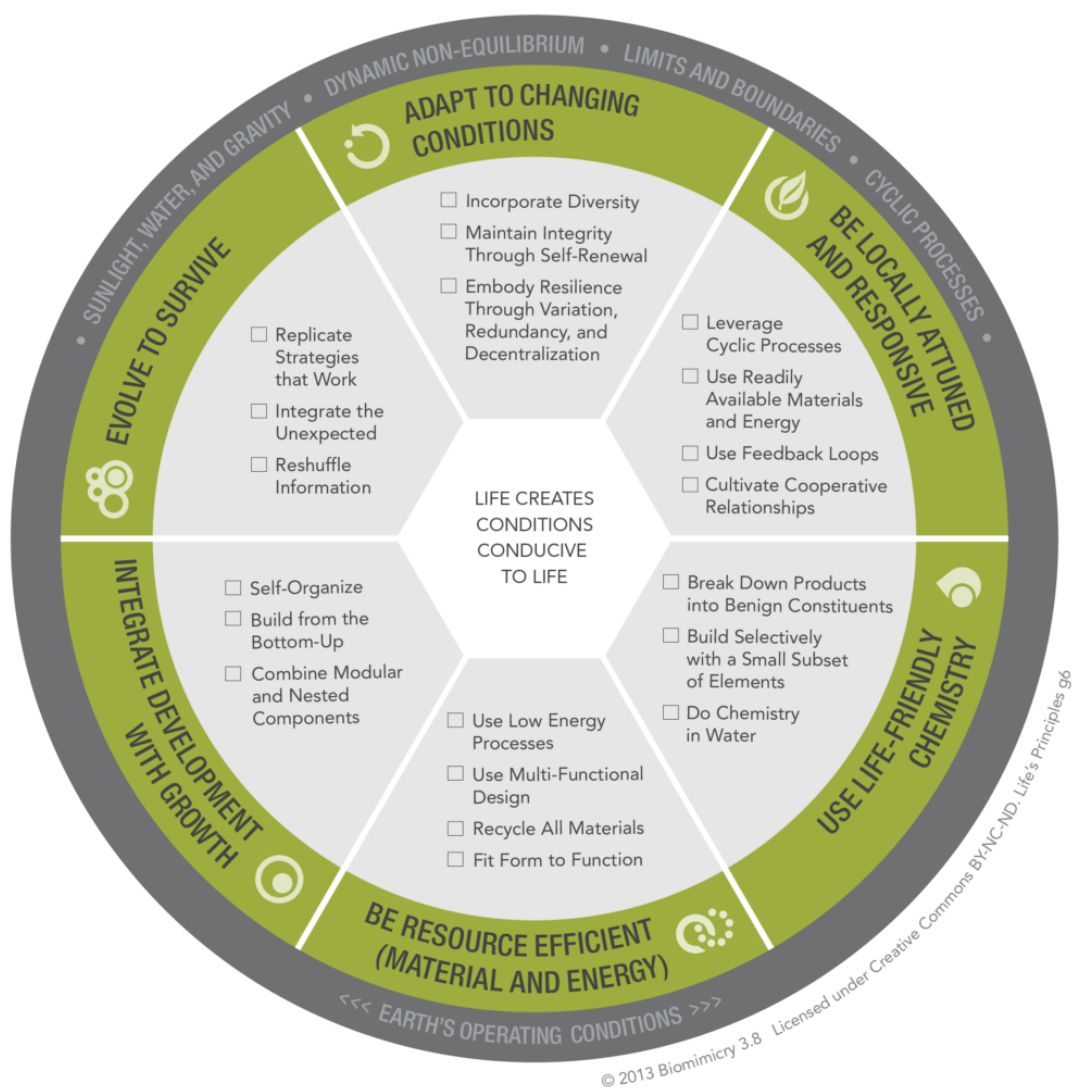 • SUNLIGHT, WATER, AND GRAVITY • DYNAMIC NON-EQUILIBRIUM • LIMITS AND BOUNDARIES • CYCLIC PROCESSES •
ADAPT TO CHANGING
CONDITIONS
☐ Incorporate Diversity
☐ Maintain Integrity
Through Self-Renewal
☐ Embody Resilience
Through Variation,
Redundancy, and
Decentralization
BE LOCALLY ATTUNED
AND RESPONSIVE
☐ Leverage
Cyclic Processes
☐ Use Readily
Available Materials
and Energy
☐ Use Feedback Loops
☐ Cultivate Cooperative
Relationships
USE LIFE-FRIENDLY
CHEMISTRY
☐ Break Down Products
into Benign Constituents
☐ Build Selectively
with a Small Subset
of Elements
☐ Do Chemistry
in Water
BE RESOURCE EFFICIENT
(MATERIAL AND ENERGY)
☐ Use Low Energy
Processes
☐ Use Multi-Functional
Design
☐ Recycle All Materials
☐ Fit Form to Function
INTEGRATE DEVELOPMENT
WITH GROWTH
☐ Self-Organize
☐ Build from the
Bottom-Up
☐ Combine Modular
and Nested
Components
EVOLVE TO SURVIVE
☐ Replicate
Strategies
that Work
☐ Integrate the
Unexpected
☐ Reshuffle
Information
LIFE CREATES
CONDITIONS
CONDUCIVE
TO LIFE
<<< EARTH'S OPERATING CONDITIONS >>>
© 2013 Biomimicry 3.8 Licensed under Creative Commons BY-NC-ND. Life's Principles g6